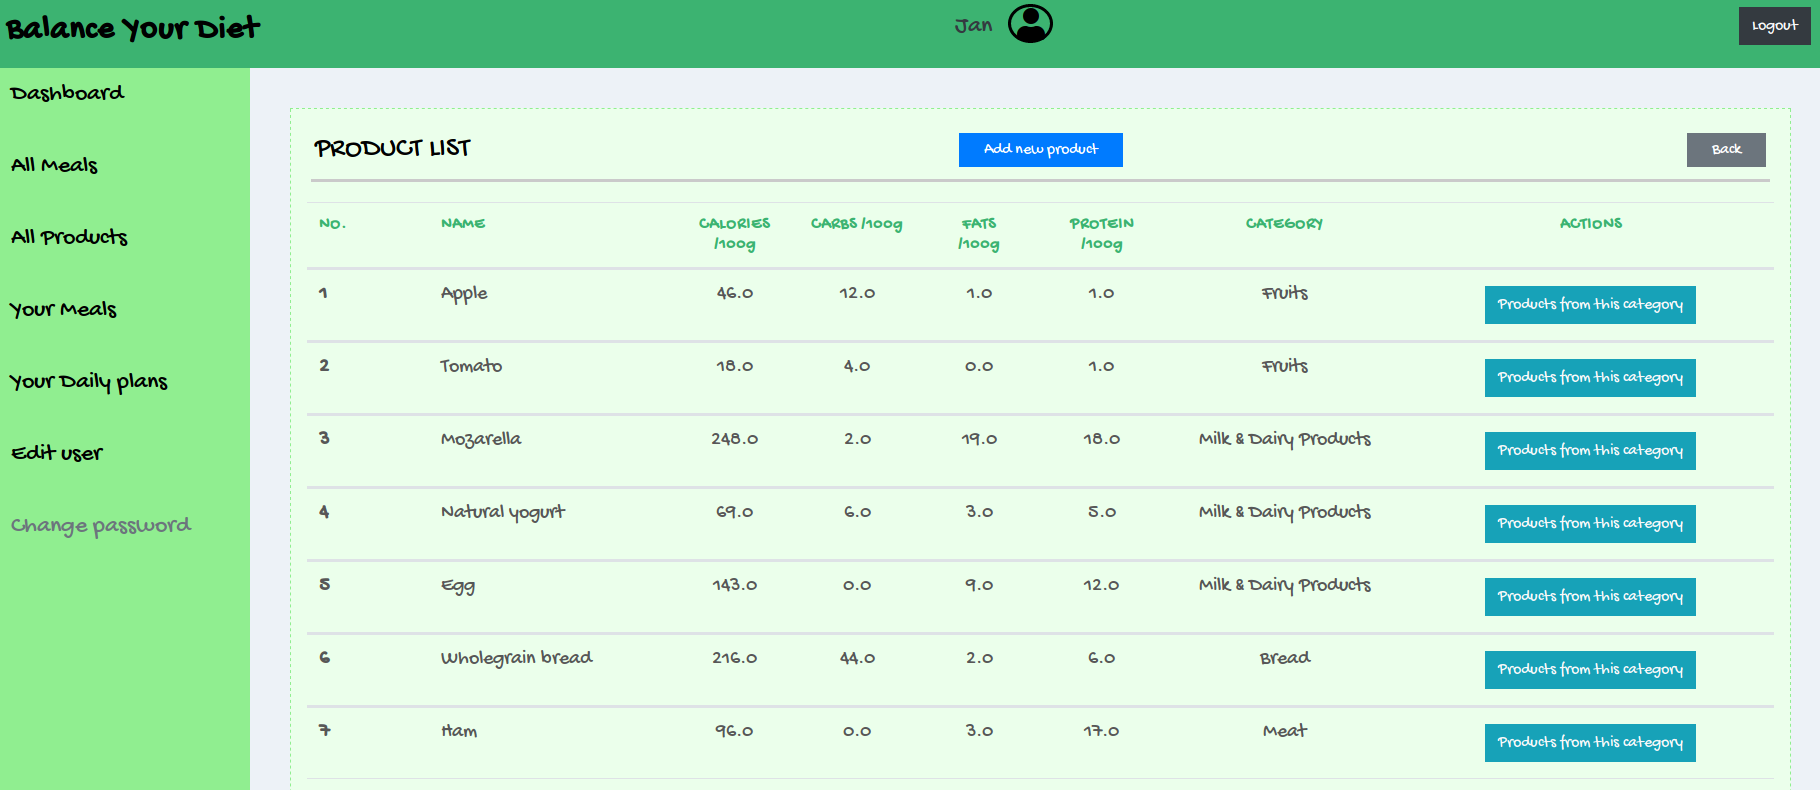 Balance Your Diet
Jan
Logout
Dashboard
All Meals
All Products
Your Meals
Your Daily plans
Edit user
Change password
PRODUCT LIST
Add new product
Back
NO. NAME CALORIES /100g CARBS /100g FATS /100g PROTEIN /100g CATEGORY ACTIONS
1 Apple 46.0 12.0 1.0 1.0 Fruits Products from this category
2 Tomato 18.0 4.0 0.0 1.0 Fruits Products from this category
3 Mozarella 248.0 2.0 19.0 18.0 Milk & Dairy Products Products from this category
4 Natural yogurt 69.0 6.0 3.0 5.0 Milk & Dairy Products Products from this category
5 Egg 143.0 0.0 9.0 12.0 Milk & Dairy Products Products from this category
6 Wholegrain bread 216.0 44.0 2.0 6.0 Bread Products from this category
7 Ham 96.0 0.0 3.0 17.0 Meat Products from this category